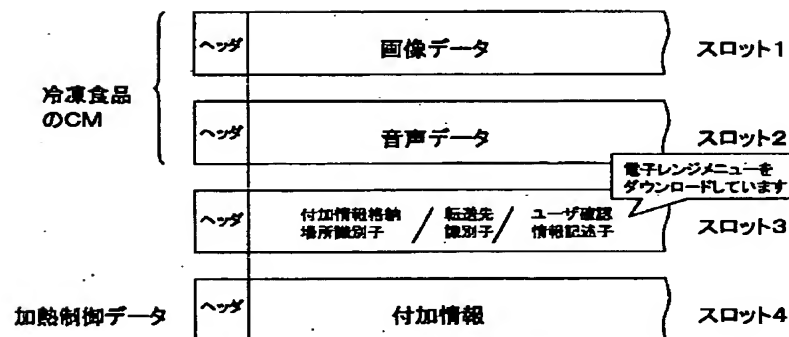 ヘッダ 画像データ スロット1
冷凍食品
のCM
ヘッダ 音声データ スロット2
電子レンジメニューを
ダウンロードしています
ヘッダ 付加情報格納 / 転送先 / ユーザ確認 スロット3
場所識別子 識別子 情報記述子
加熱制御データ ヘッダ 付加情報 スロット4